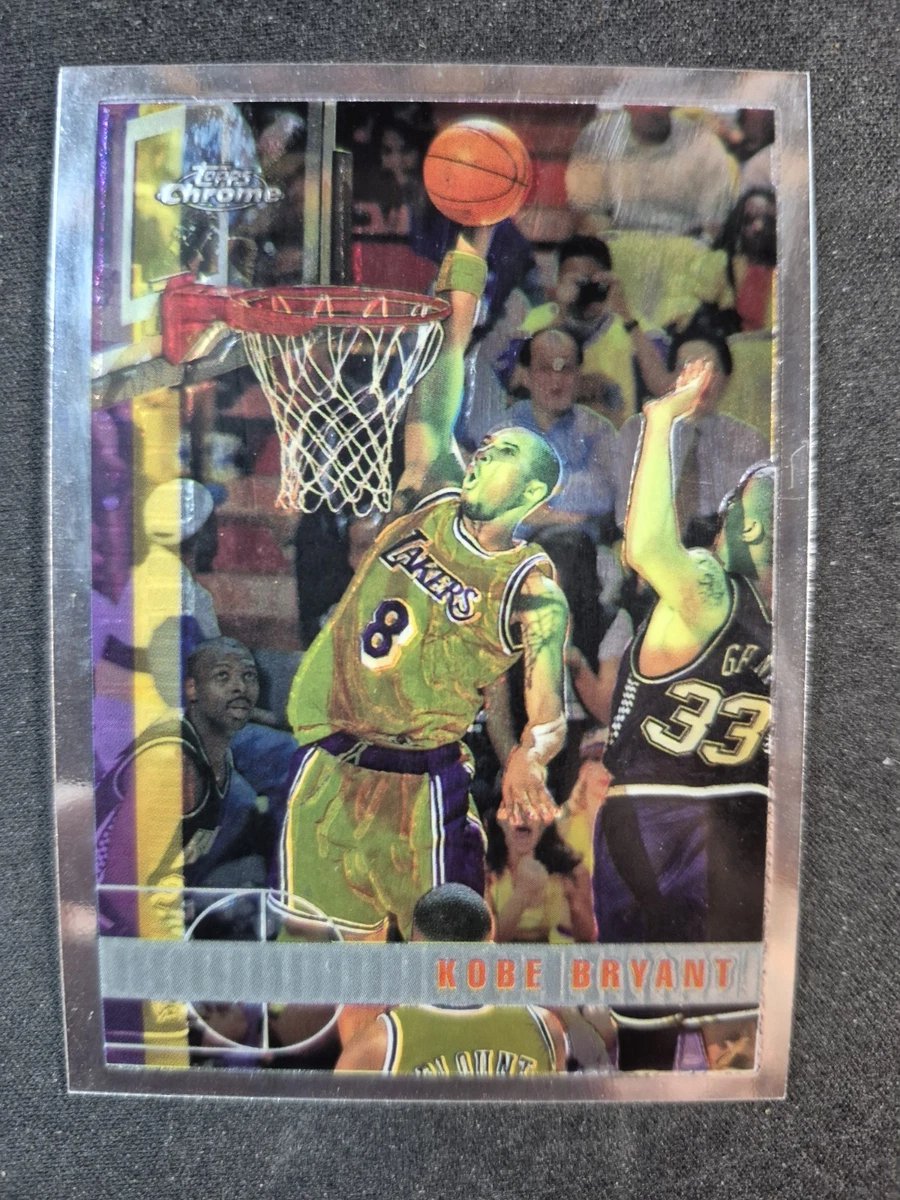 Topps
Chrome
LAKERS
8
33
KOBE BRYANT